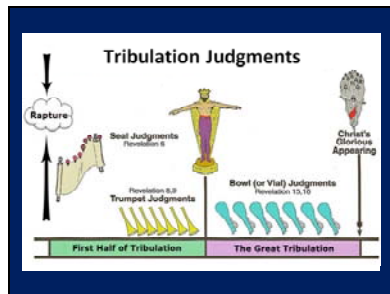 Tribulation Judgments
Rapture
Seal Judgments
Revelation 6
Revelation 8,9
Trumpet Judgments
Bowl (or Vial) Judgments
Revelation 15,16
Christ's
Glorious
Appearing
First Half of Tribulation
The Great Tribulation